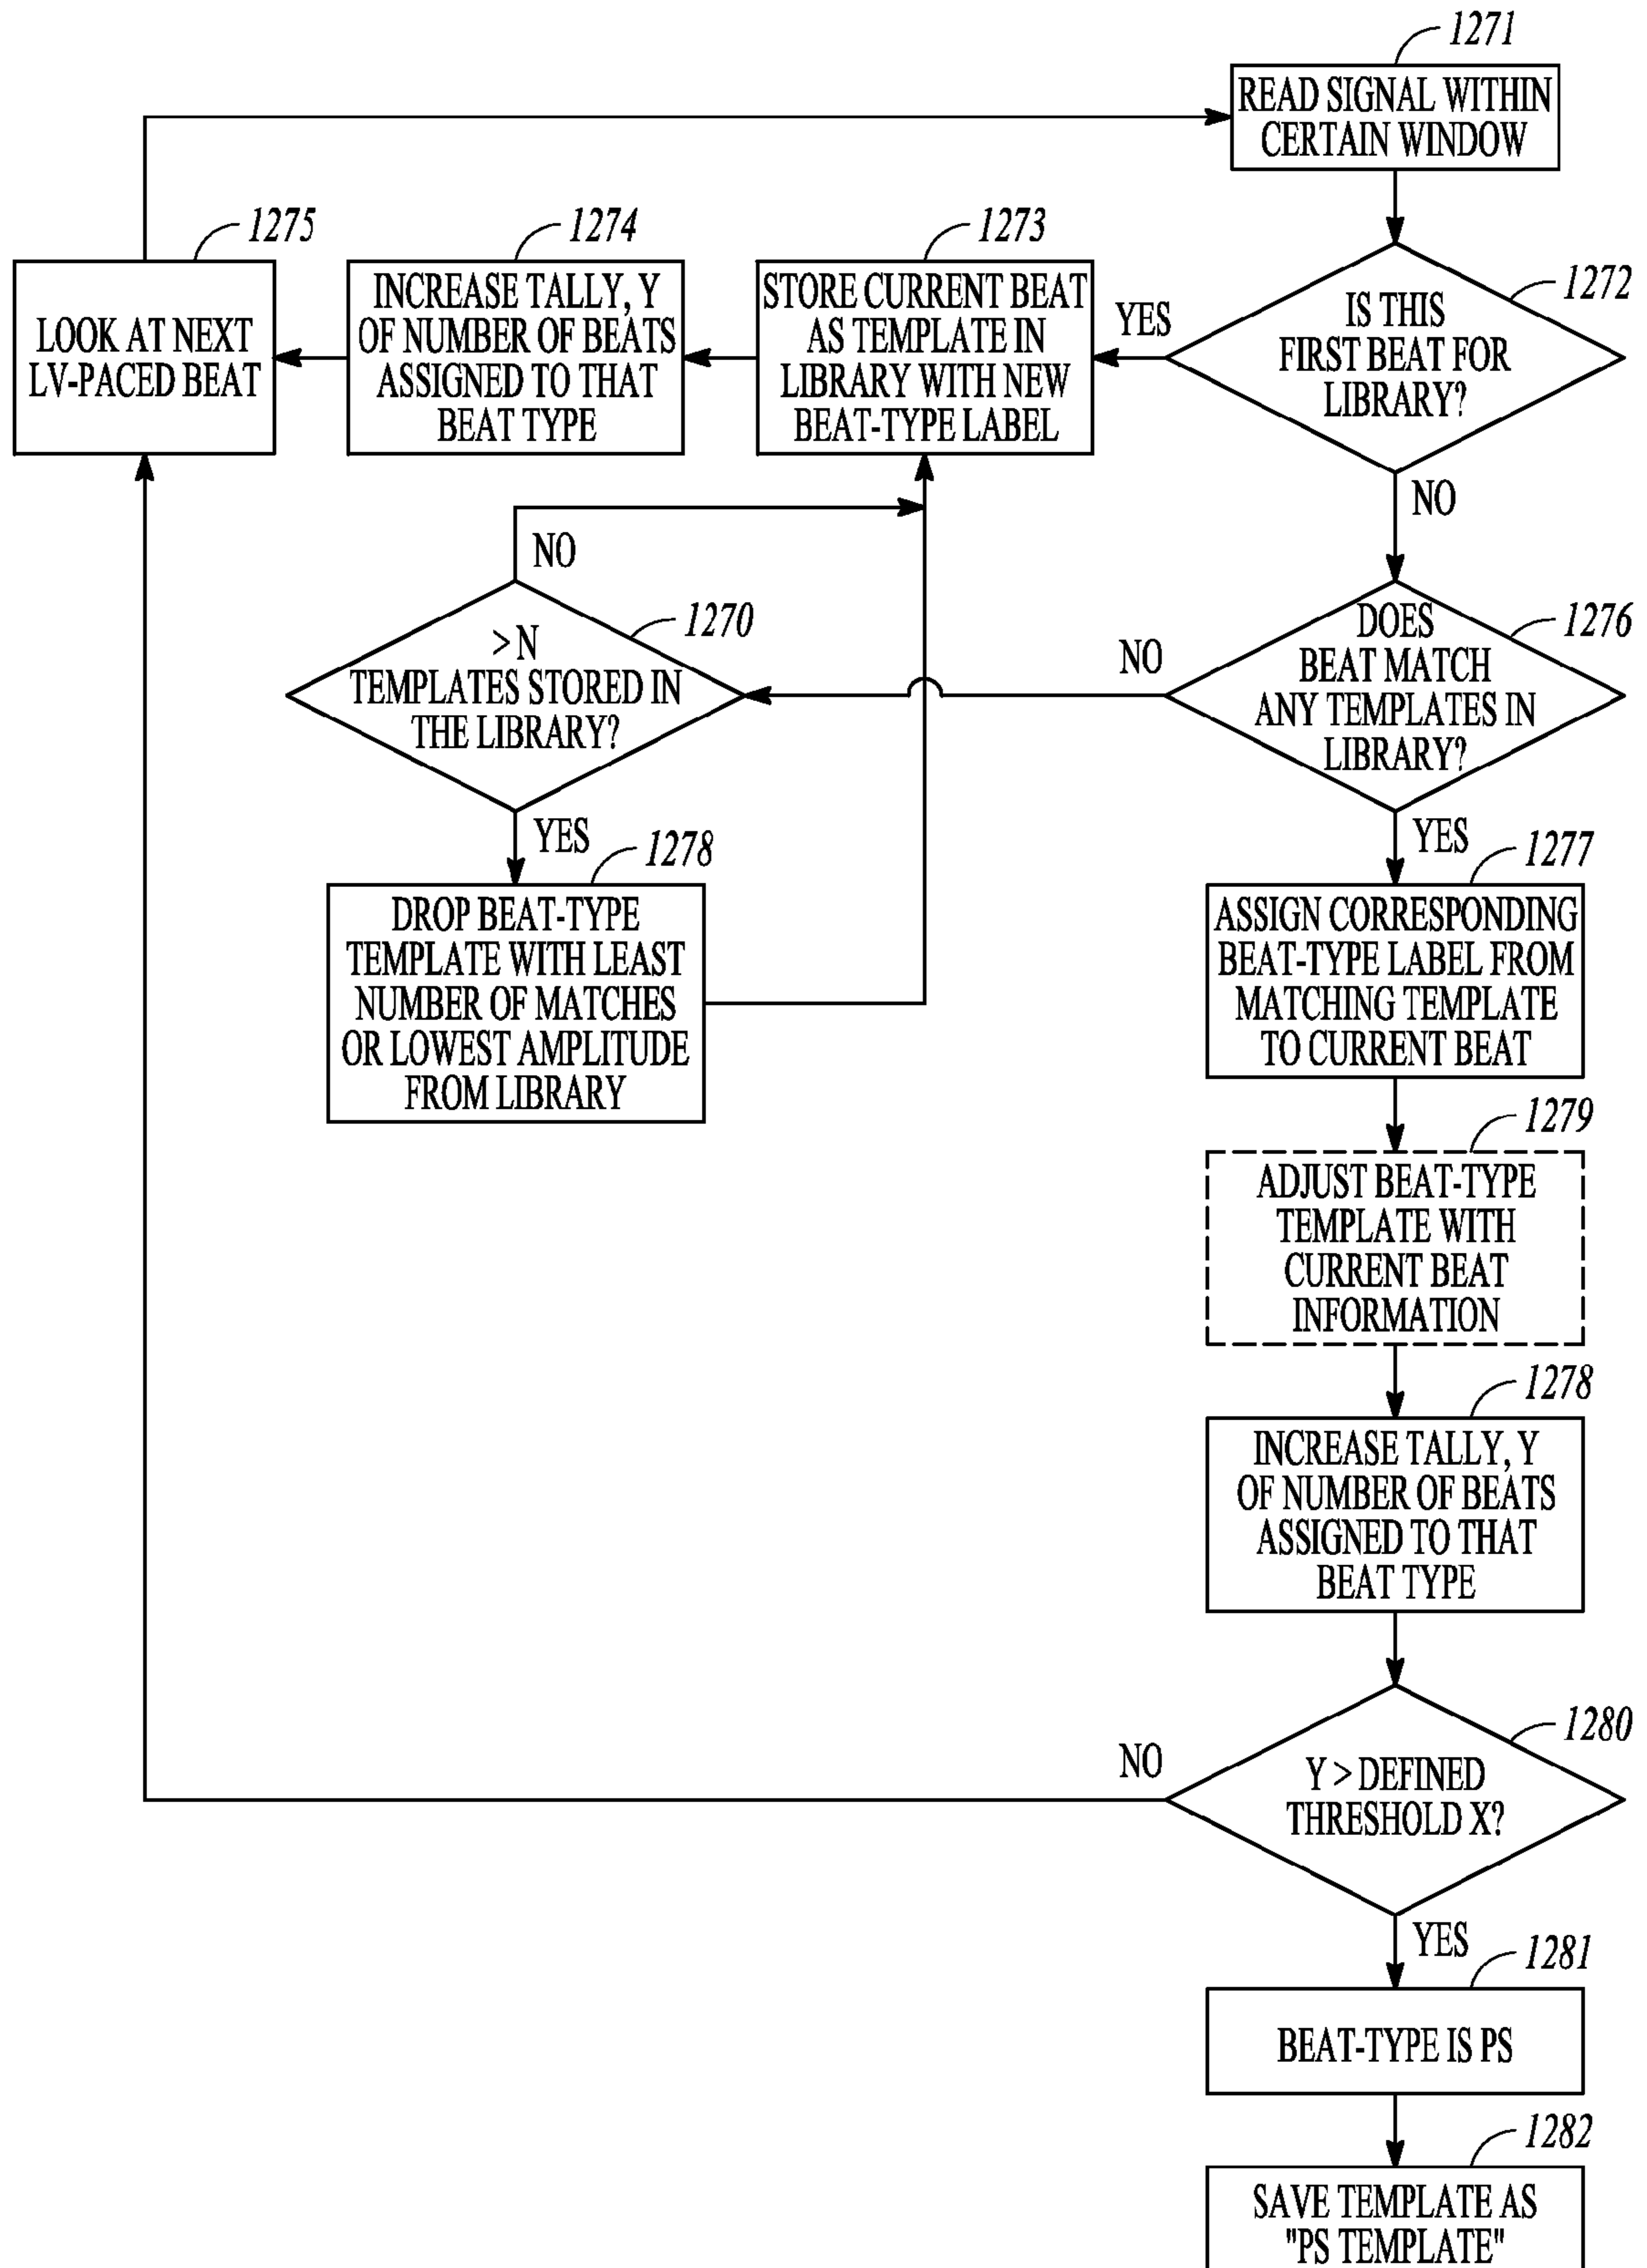 1271
READ SIGNAL WITHIN
CERTAIN WINDOW
1275
LOOK AT NEXT
LV-PACED BEAT
1274
INCREASE TALLY, Y
OF NUMBER OF BEATS
ASSIGNED TO THAT
BEAT TYPE
1273
STORE CURRENT BEAT
AS TEMPLATE IN
LIBRARY WITH NEW
BEAT-TYPE LABEL
YES
1272
IS THIS
FIRST BEAT FOR
LIBRARY?
NO
NO
1270
> N
TEMPLATES STORED IN
THE LIBRARY?
NO
1276
DOES
BEAT MATCH
ANY TEMPLATES IN
LIBRARY?
YES
1278
DROP BEAT-TYPE
TEMPLATE WITH LEAST
NUMBER OF MATCHES
OR LOWEST AMPLITUDE
FROM LIBRARY
YES
1277
ASSIGN CORRESPONDING
BEAT-TYPE LABEL FROM
MATCHING TEMPLATE
TO CURRENT BEAT
1279
ADJUST BEAT-TYPE
TEMPLATE WITH
CURRENT BEAT
INFORMATION
1278
INCREASE TALLY, Y
OF NUMBER OF BEATS
ASSIGNED TO THAT
BEAT TYPE
NO
1280
Y > DEFINED
THRESHOLD X?
YES
1281
BEAT-TYPE IS PS
1282
SAVE TEMPLATE AS
"PS TEMPLATE"